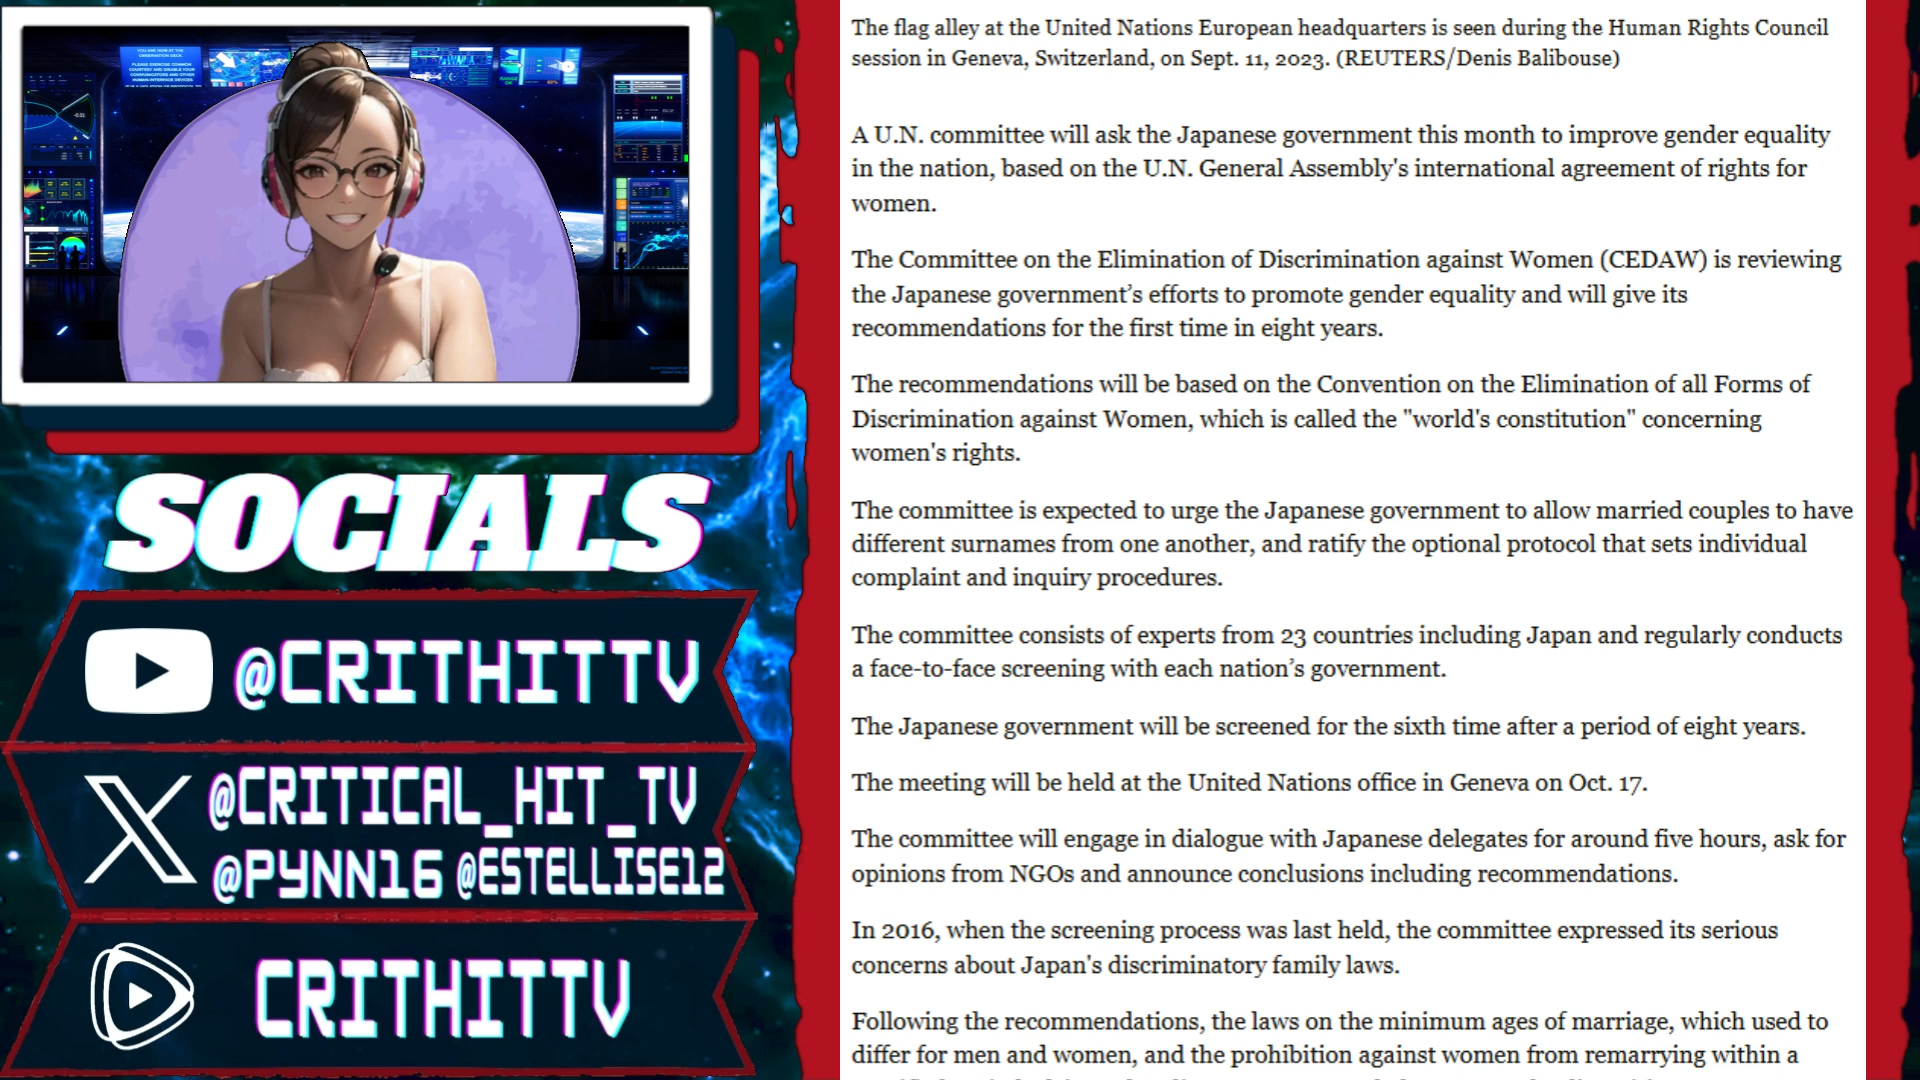 SOCIALS
@CRITHITTV
@CRITICAL_HIT_TV
@PYNN16 @ESTELLISE12
CRITHITTV
The flag alley at the United Nations European headquarters is seen during the Human Rights Council
session in Geneva, Switzerland, on Sept. 11, 2023. (REUTERS/Denis Balibouse)
A U.N. committee will ask the Japanese government this month to improve gender equality
in the nation, based on the U.N. General Assembly's international agreement of rights for
women.
The Committee on the Elimination of Discrimination against Women (CEDAW) is reviewing
the Japanese government’s efforts to promote gender equality and will give its
recommendations for the first time in eight years.
The recommendations will be based on the Convention on the Elimination of all Forms of
Discrimination against Women, which is called the "world's constitution" concerning
women's rights.
The committee is expected to urge the Japanese government to allow married couples to have
different surnames from one another, and ratify the optional protocol that sets individual
complaint and inquiry procedures.
The committee consists of experts from 23 countries including Japan and regularly conducts
a face-to-face screening with each nation’s government.
The Japanese government will be screened for the sixth time after a period of eight years.
The meeting will be held at the United Nations office in Geneva on Oct. 17.
The committee will engage in dialogue with Japanese delegates for around five hours, ask for
opinions from NGOs and announce conclusions including recommendations.
In 2016, when the screening process was last held, the committee expressed its serious
concerns about Japan's discriminatory family laws.
Following the recommendations, the laws on the minimum ages of marriage, which used to
differ for men and women, and the prohibition against women from remarrying within a